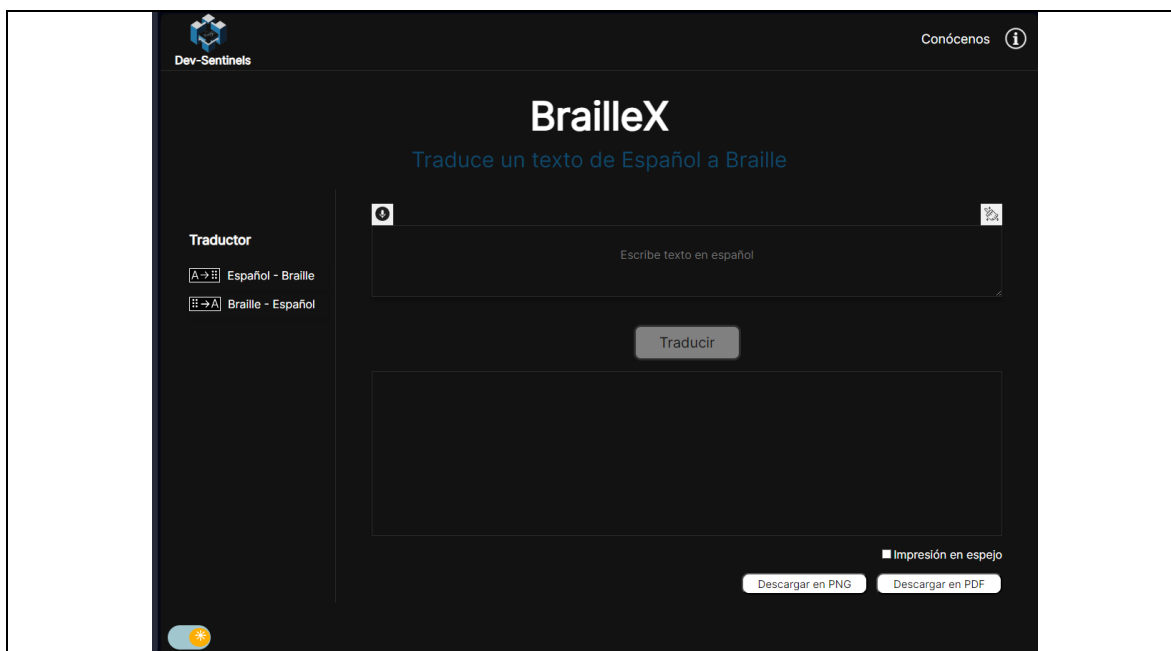 Dev-Sentinels
Conócenos
BrailleX
Traduce un texto de Español a Braille
Traductor
A→⠿ Español - Braille
⠿→A Braille - Español
Escribe texto en español
Traducir
Impresión en espejo
Descargar en PNG
Descargar en PDF